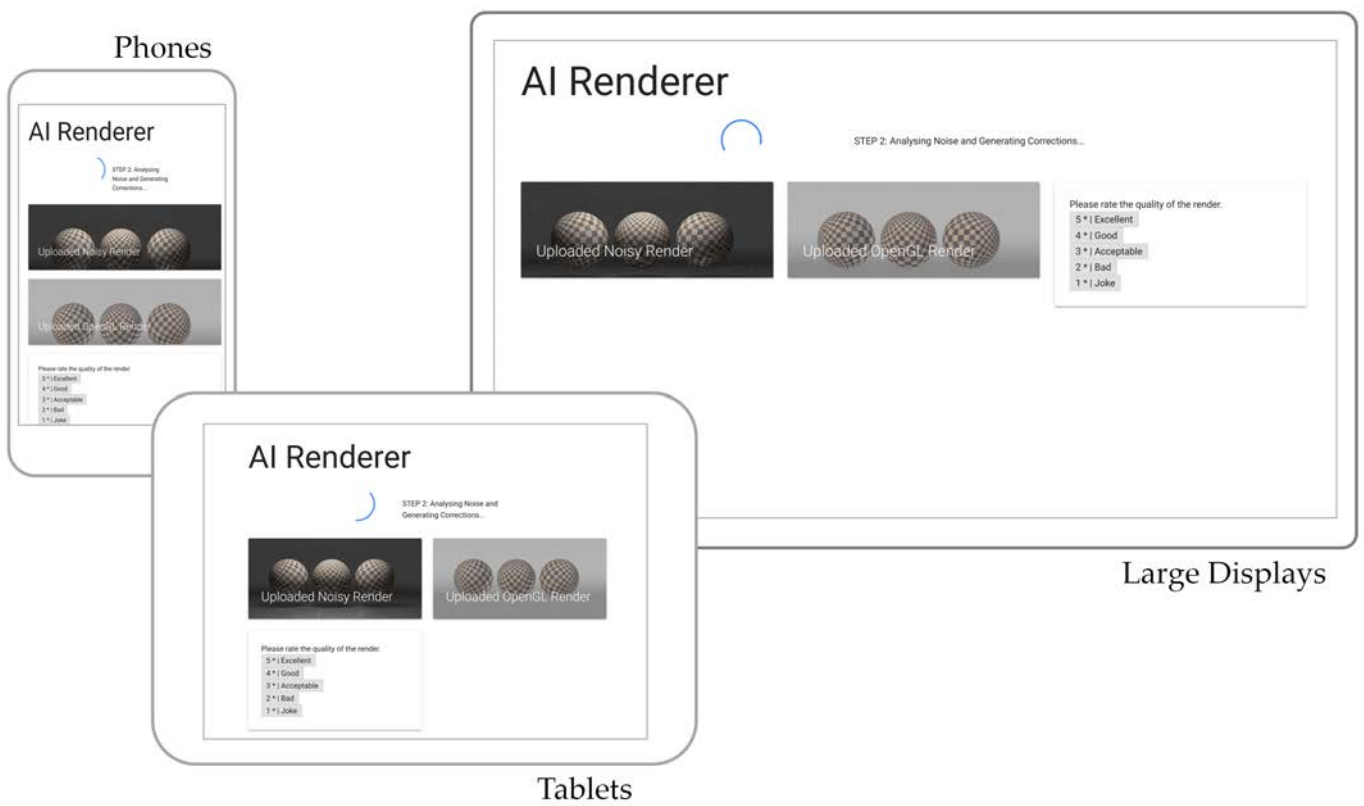 Phones
AI Renderer
STEP 2: Analysing
Noise and Generating
Corrections...
Uploaded Noisy Render
Uploaded OpenGL Render
Please rate the quality of the render.
5 * | Excellent
4 * | Good
3 * | Acceptable
2 * | Bad
1 * | Joke
AI Renderer
STEP 2: Analysing Noise and Generating Corrections...
Uploaded Noisy Render
Uploaded OpenGL Render
Please rate the quality of the render.
5 * | Excellent
4 * | Good
3 * | Acceptable
2 * | Bad
1 * | Joke
Large Displays
AI Renderer
STEP 2: Analysing Noise and
Generating Corrections...
Uploaded Noisy Render
Uploaded OpenGL Render
Please rate the quality of the render.
5 * | Excellent
4 * | Good
3 * | Acceptable
2 * | Bad
1 * | Joke
Tablets